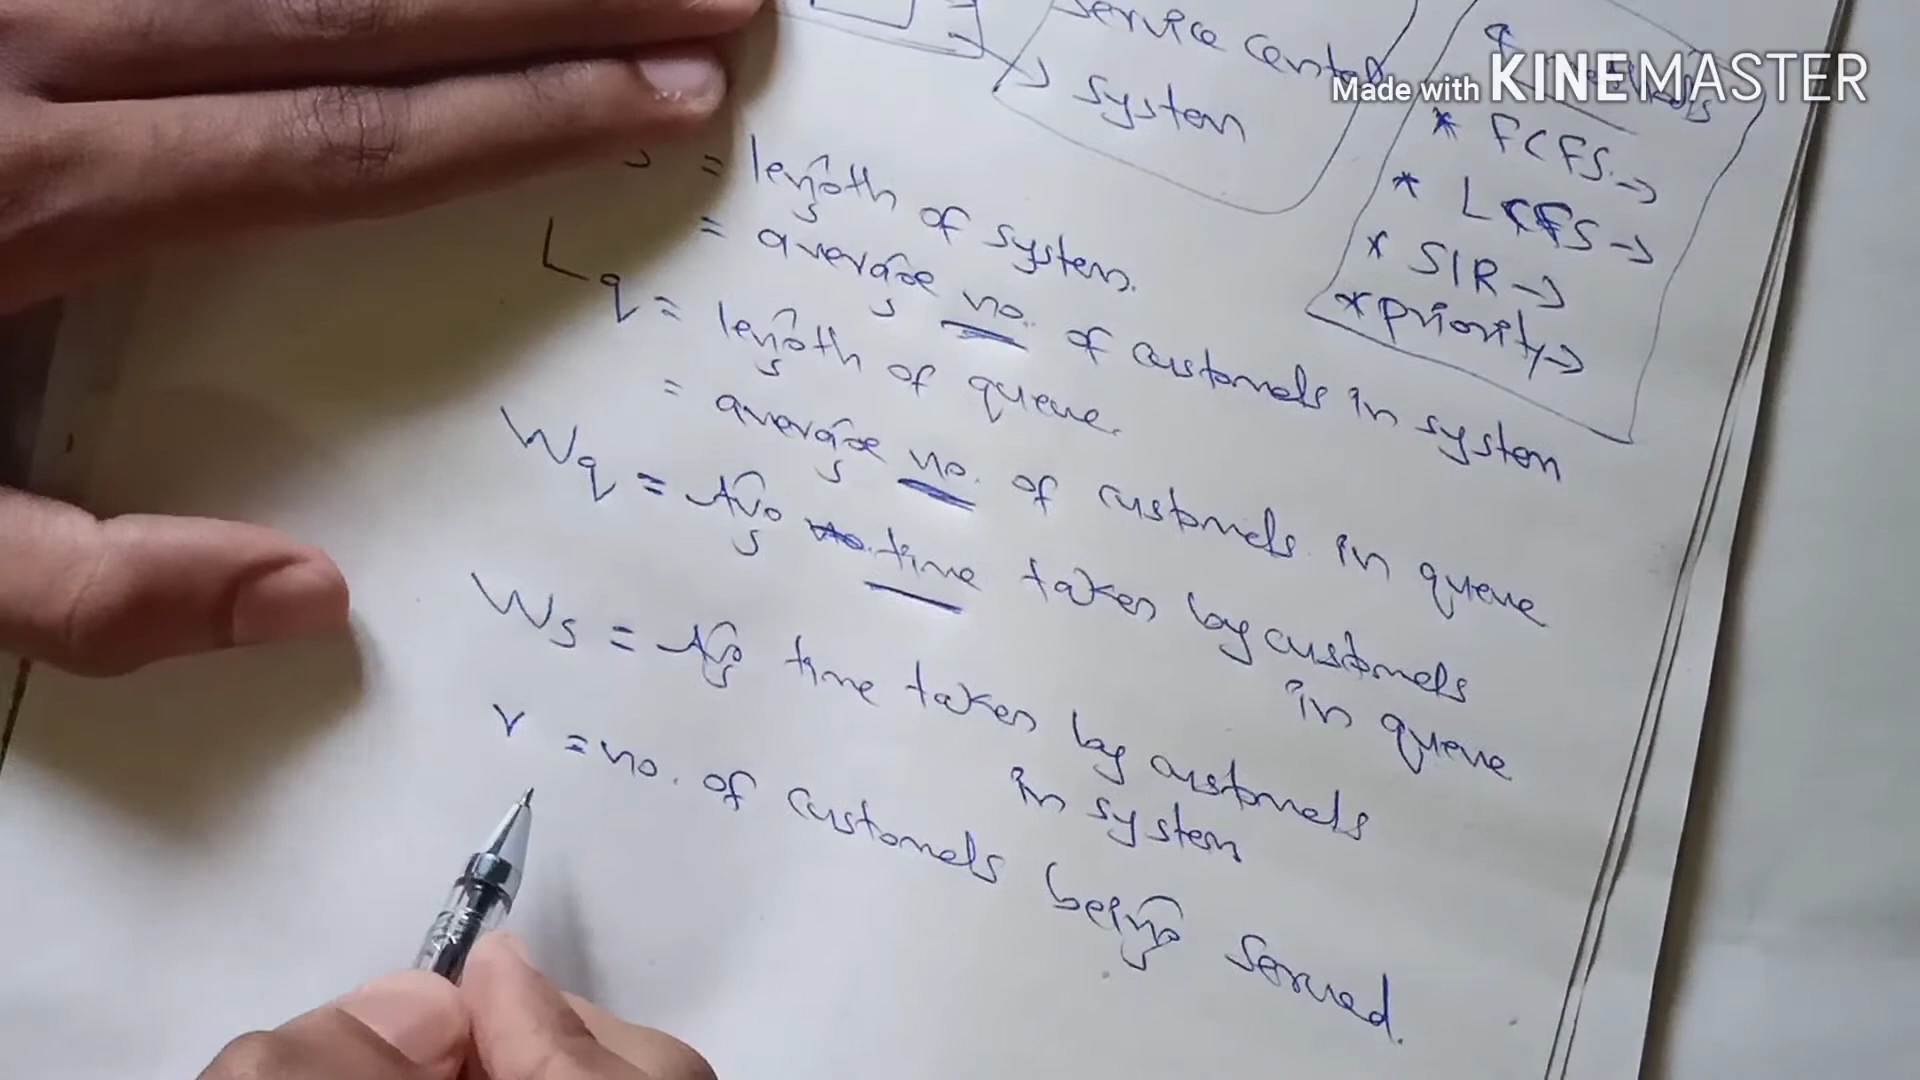 Service center
System
Made with KINEMASTER
* FCFS →
* LCFS →
* SIR →
* priority →
s = length of system.
= average no. of customers in system
Lq = length of queue.
= average no. of customers in queue
Wq = Avg time taken by customers
in queue
Ws = Avg time taken by customers
in system
r = no. of customers being served.